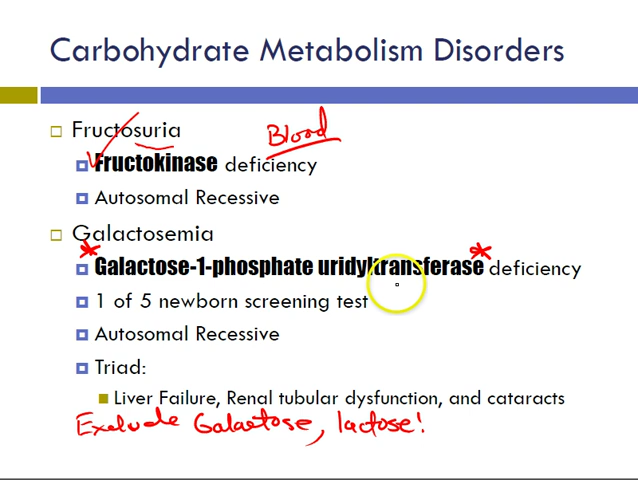 Carbohydrate Metabolism Disorders
Fructosuria
Blood
Fructokinase deficiency
Autosomal Recessive
Galactosemia
Galactose-1-phosphate uridyltransferase deficiency
1 of 5 newborn screening test
Autosomal Recessive
Triad:
Liver Failure, Renal tubular dysfunction, and cataracts
Exclude Galactose, lactose!